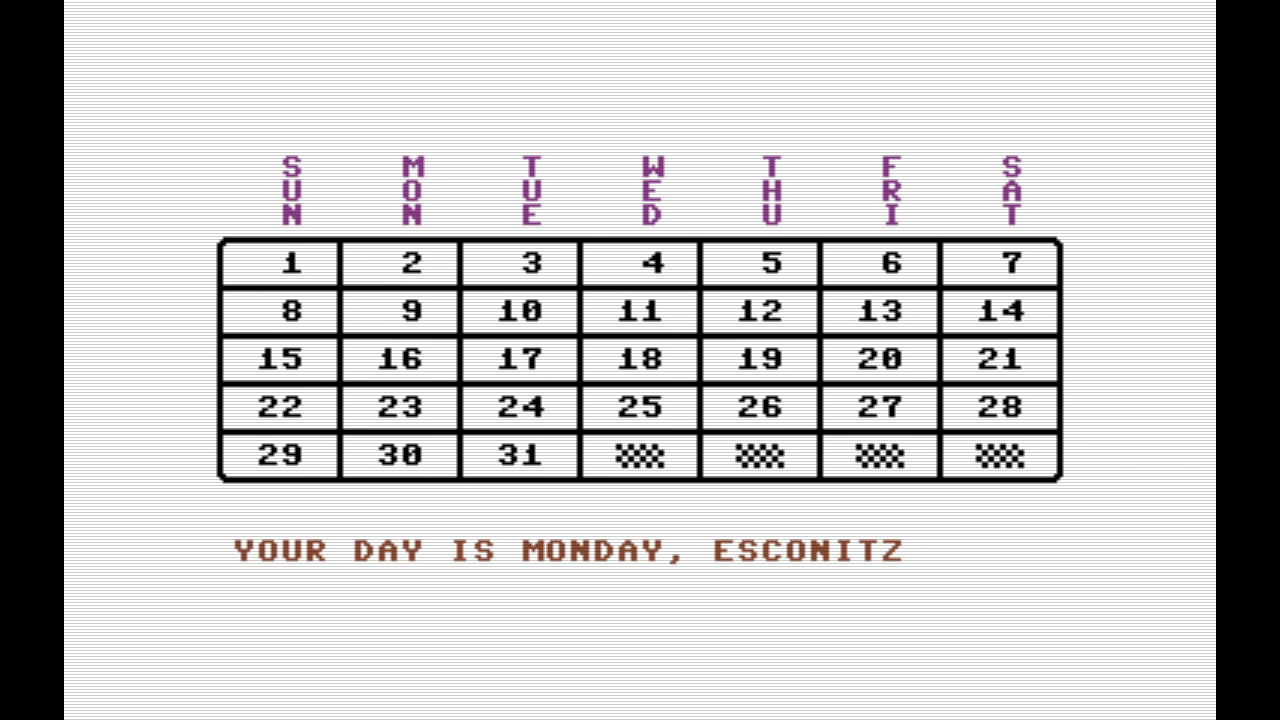 SUN MON TUE WED THU FRI SAT
1 2 3 4 5 6 7
8 9 10 11 12 13 14
15 16 17 18 19 20 21
22 23 24 25 26 27 28
29 30 31
YOUR DAY IS MONDAY, ESCONITZ